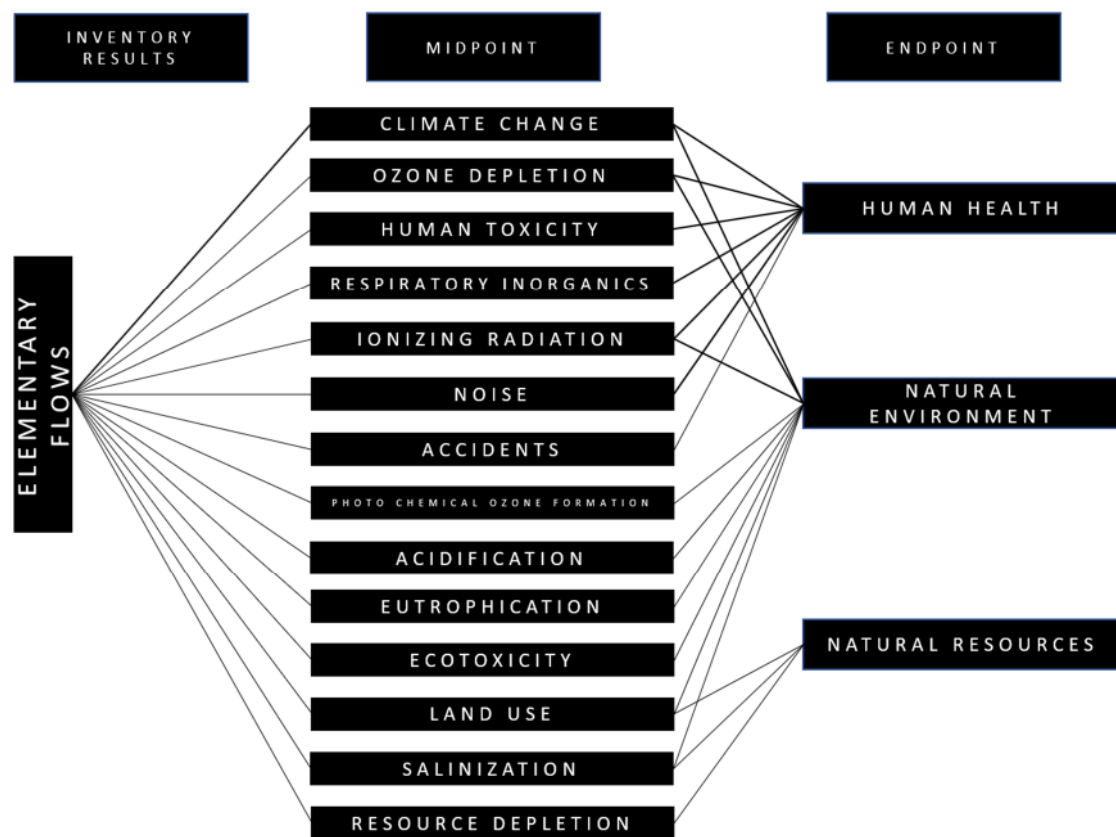 INVENTORY
RESULTS
MIDPOINT
ENDPOINT
CLIMATE CHANGE
OZONE DEPLETION
HUMAN TOXICITY
RESPIRATORY INORGANICS
IONIZING RADIATION
NOISE
ACCIDENTS
PHOTO CHEMICAL OZONE FORMATION
ACIDIFICATION
EUTROPHICATION
ECOTOXICITY
LAND USE
SALINIZATION
RESOURCE DEPLETION
ELEMENTARY
FLOWS
HUMAN HEALTH
NATURAL
ENVIRONMENT
NATURAL RESOURCES